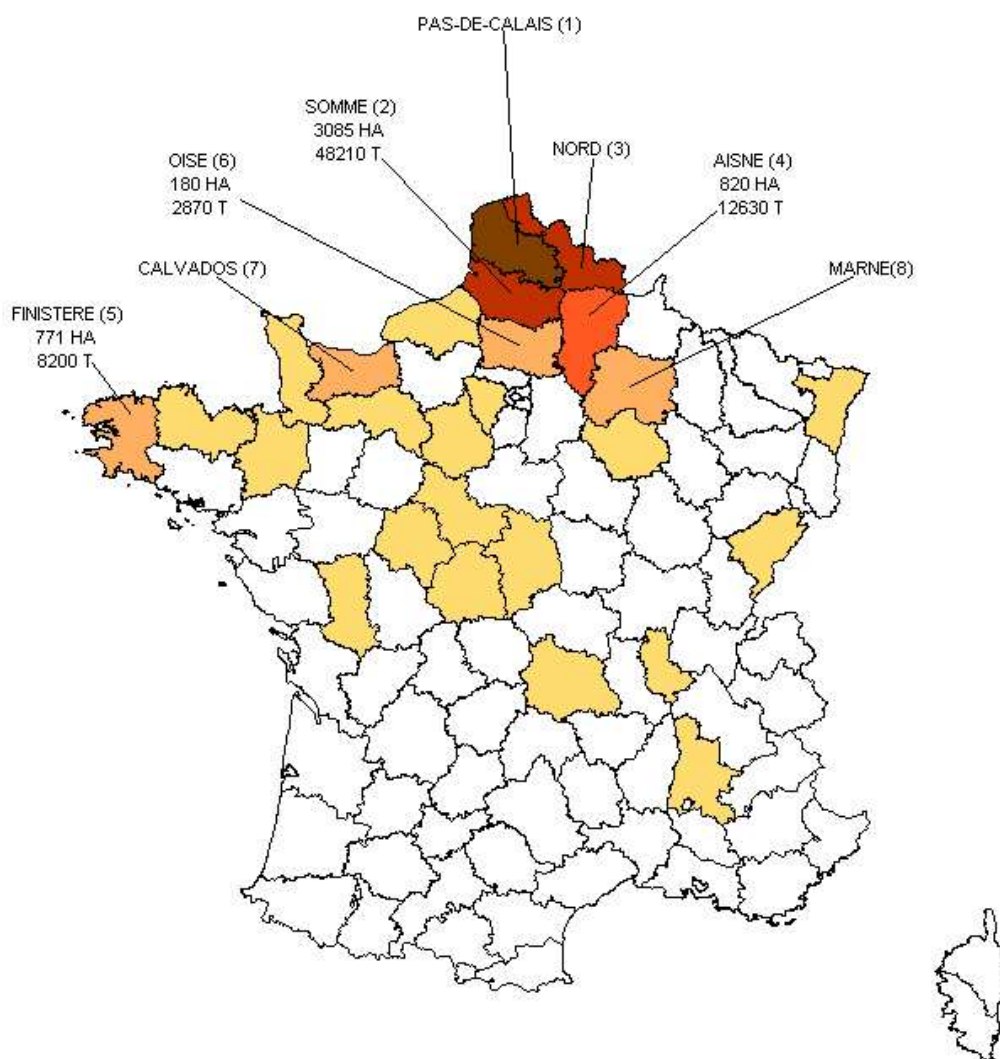 PAS-DE-CALAIS (1)
SOMME (2)
3085 HA
48210 T
NORD (3)
OISE (6)
180 HA
2870 T
AISNE (4)
820 HA
12630 T
CALVADOS (7)
MARNE(8)
FINISTERE (5)
771 HA
8200 T